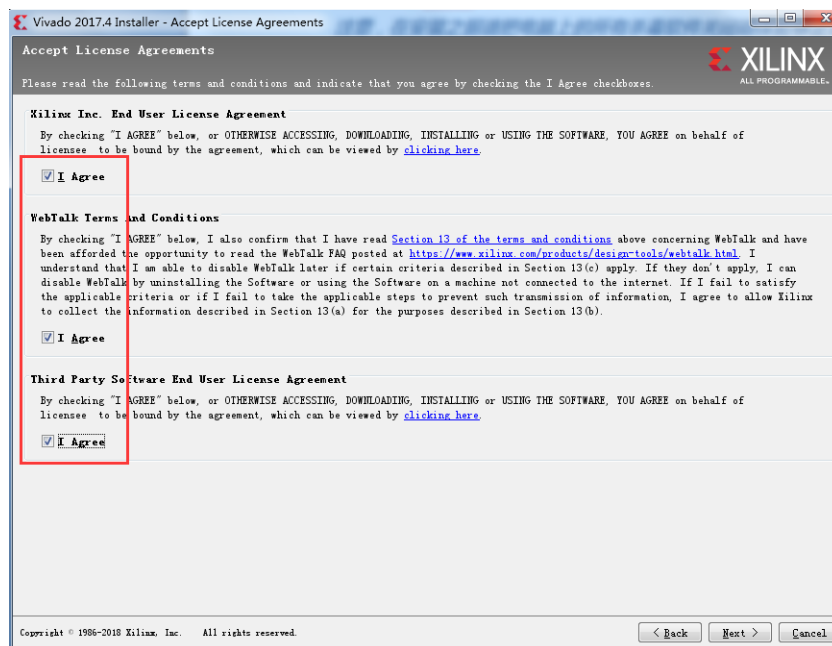 Vivado 2017.4 Installer - Accept License Agreements
Accept License Agreements
XILINX
ALL PROGRAMMABLE.
Please read the following terms and conditions and indicate that you agree by checking the I Agree checkboxes.
Xilinx Inc. End User License Agreement
By checking "I AGREE" below, or OTHERWISE ACCESSING, DOWNLOADING, INSTALLING or USING THE SOFTWARE, YOU AGREE on behalf of
licensee to be bound by the agreement, which can be viewed by clicking here.
I Agree
WebTalk Terms And Conditions
By checking "I AGREE" below, I also confirm that I have read Section 13 of the terms and conditions above concerning WebTalk and have
been afforded the opportunity to read the WebTalk FAQ posted at https://www.xilinx.com/products/design-tools/webtalk.html. I
understand that I am able to disable WebTalk later if certain criteria described in Section 13(c) apply. If they don't apply, I can
disable WebTalk by uninstalling the Software or using the Software on a machine not connected to the internet. If I fail to satisfy
the applicable criteria or if I fail to take the applicable steps to prevent such transmission of information, I agree to allow Xilinx
to collect the information described in Section 13(a) for the purposes described in Section 13(b).
I Agree
Third Party Software End User License Agreement
By checking "I AGREE" below, or OTHERWISE ACCESSING, DOWNLOADING, INSTALLING or USING THE SOFTWARE, YOU AGREE on behalf of
licensee to be bound by the agreement, which can be viewed by clicking here.
I Agree
Copyright © 1986-2018 Xilinx, Inc. All rights reserved.
< Back
Next >
Cancel